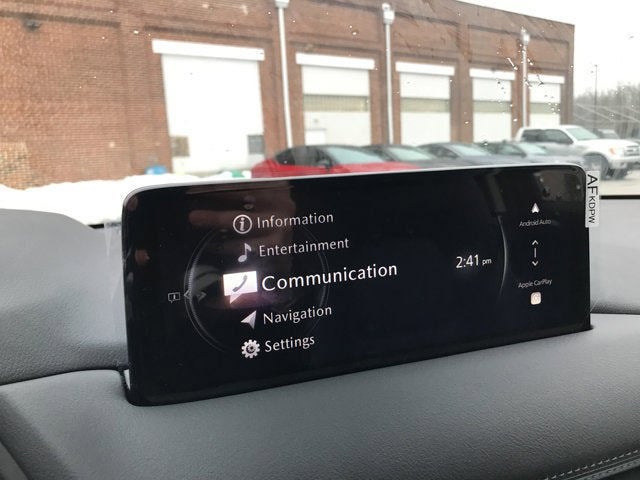 Information
Entertainment
Communication
Navigation
Settings
2:41 pm
Android Auto
Apple CarPlay
AFKDPW